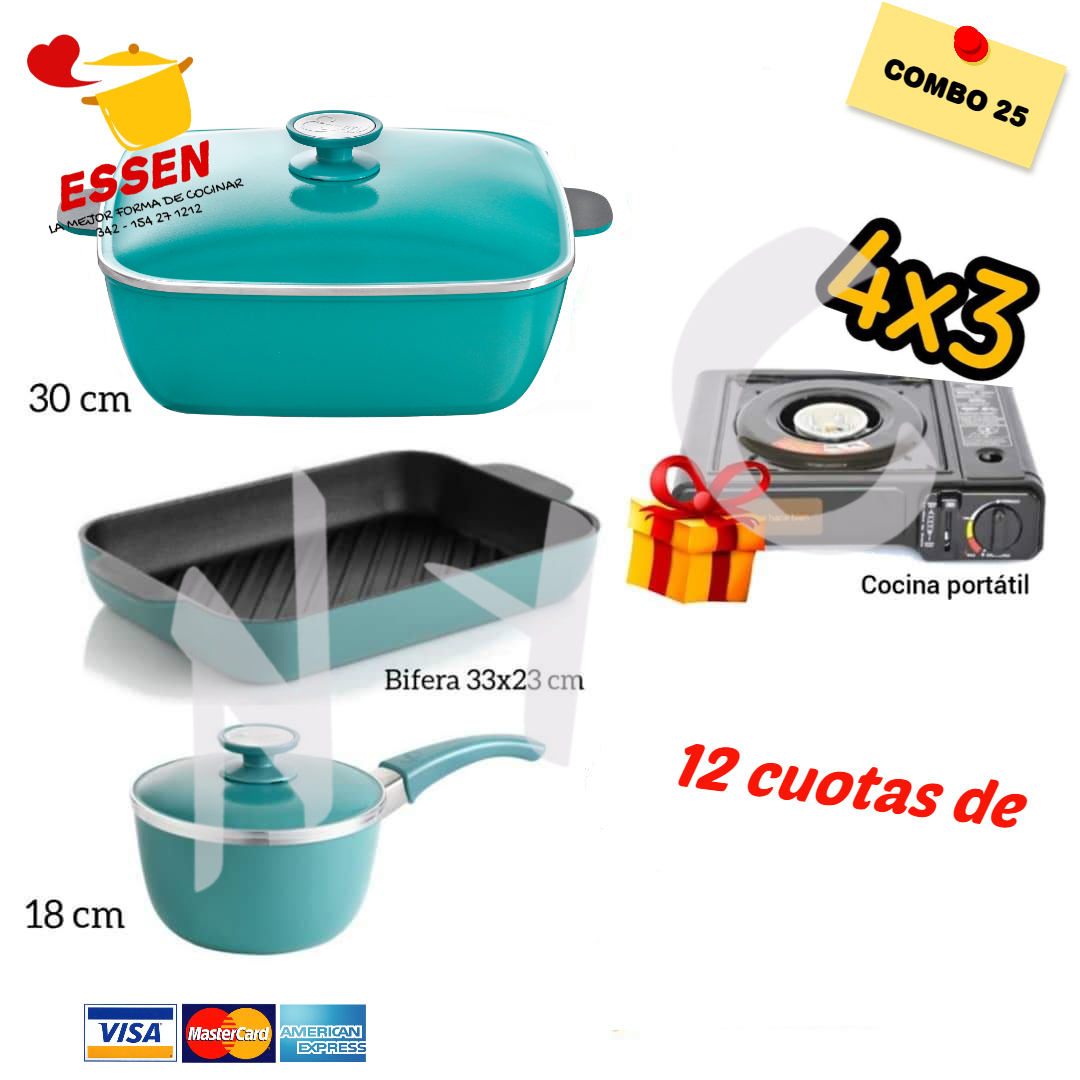 COMBO 25
ESSEN
LA MEJOR FORMA DE COCINAR
342 - 154 27 1212
4x3
30 cm
Cocina portátil
Bifera 33x23 cm
12 cuotas de
18 cm
VISA
MasterCard
AMERICAN
EXPRESS